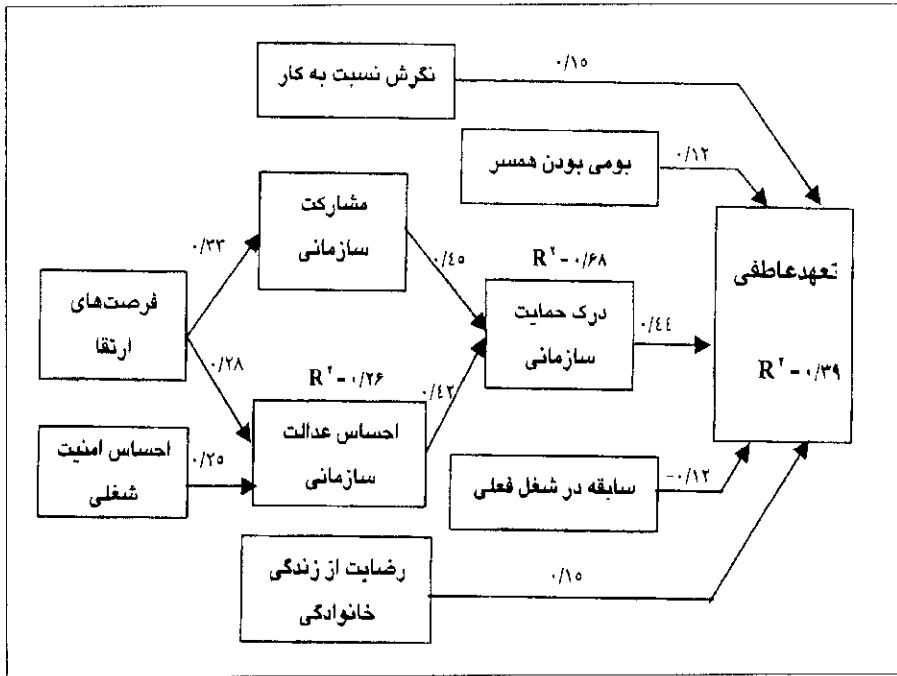 ۰/۱۵
نگرش نسبت به کار
۰/۱۲
بومی بودن همسر
مشارکت
سازمانی
۰/۳۳
۰/۴۵
R۲-۰/۶۸
تعهدعاطفی
R۲-۰/۳۹
فرصت‌های
ارتقا
درک حمایت
سازمانی
۰/٤٤
۰/۲۸
R۲-۰/۲۶
۰/٤۲
احساس عدالت
سازمانی
احساس امنیت
شغلی
۰/۲۵
سابقه در شغل فعلی
-۰/۱۲
رضایت از زندگی
خانوادگی
۰/۱۵